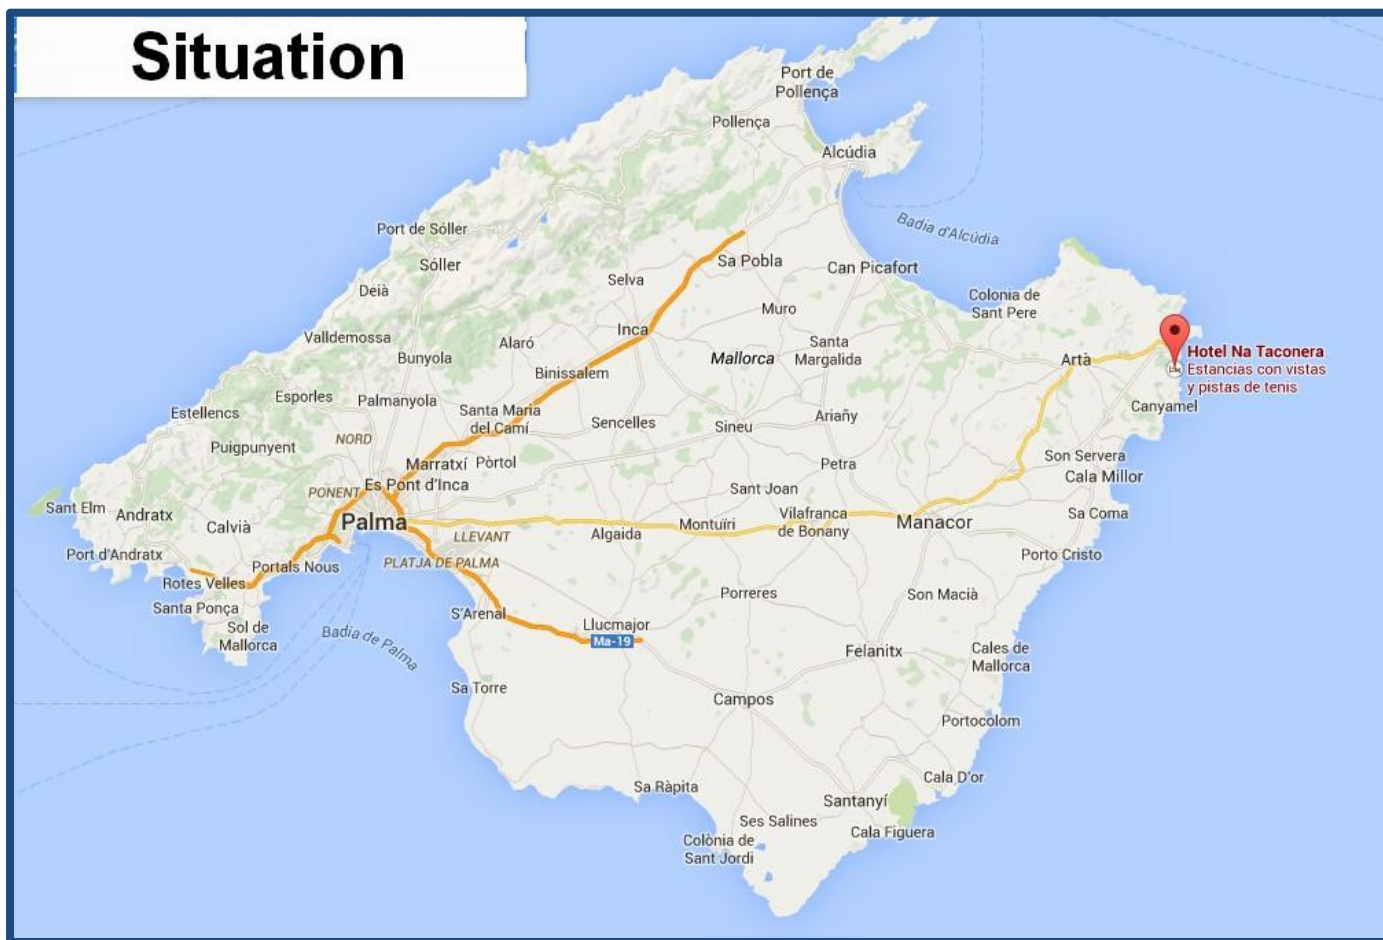 Situation
Port de
Pollença
Pollença
Alcúdia
Badia d'Alcúdia
Port de Sóller
Sóller
Sa Pobla
Can Picafort
Selva
Deià
Muro
Colonia de
Sant Pere
Valldemossa
Inca
Alaró
Santa
Margalida
Bunyola
Mallorca
Artà
Hotel Na Taconera
Estancias con vistas
y pistas de tenis
Binissalem
Esporles
Palmanyola
Canyamel
Estellencs
Santa Maria
del Camí
Sencelles
Sineu
Ariañy
NORD
Puigpunyent
Marratxí
Pòrtol
Petra
Son Servera
Cala Millor
Es Pont d'Inca
PONENT
Sant Joan
Sant Elm
Andratx
Calvià
Palma
Montuïri
Vilafranca
de Bonany
Manacor
Sa Coma
Algaida
LLEVANT
Port d'Andratx
Portals Nous
PLATJA DE PALMA
Porto Cristo
Rotes Velles
Santa Ponça
Porreres
Son Macià
S'Arenal
Llucmajor
Ma-19
Sol de
Mallorca
Badia de Palma
Felanitx
Cales de
Mallorca
Sa Torre
Campos
Portocolom
Sa Ràpita
Cala D'or
Santanyí
Ses Salines
Cala Figuera
Colònia de
Sant Jordi